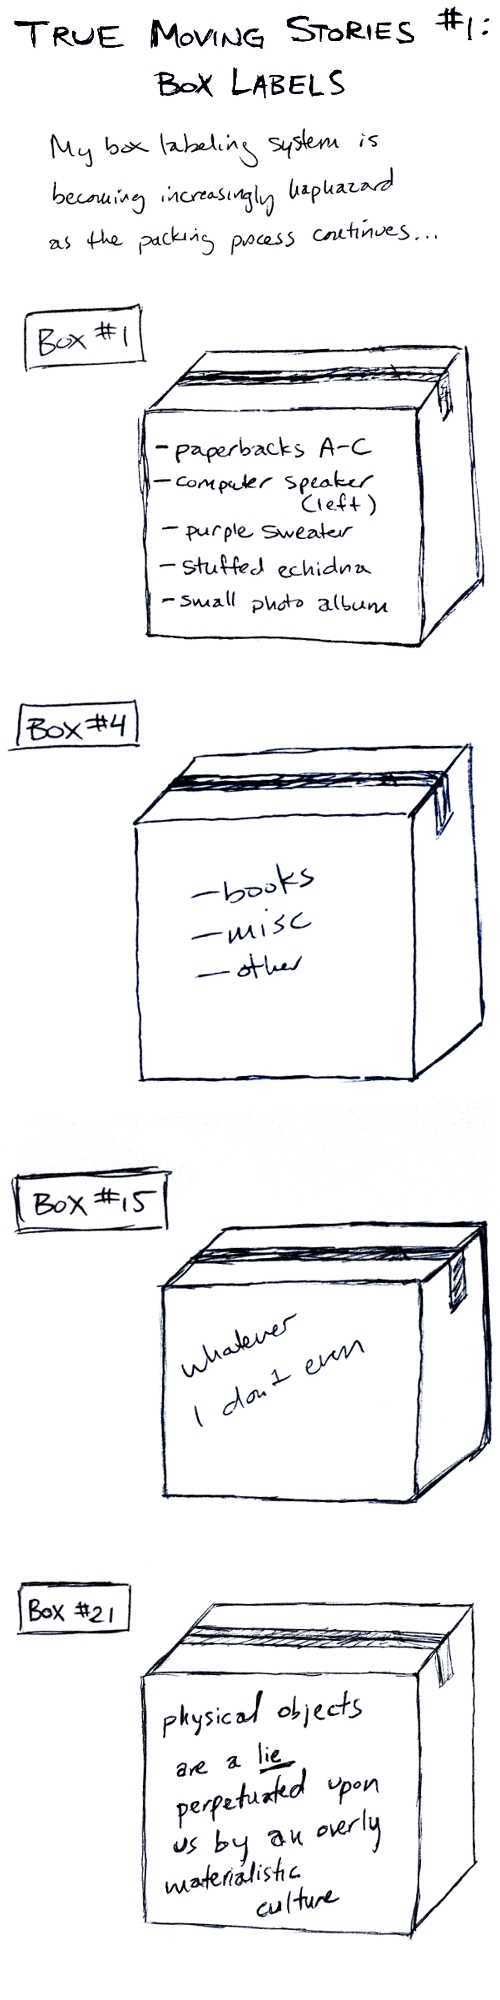 TRUE MOVING STORIES #1:
BOX LABELS
My box labeling system is
becoming increasingly haphazard
as the packing process continues...
BOX #1
- paperbacks A-C
- computer speaker
(left)
- purple sweater
- stuffed echidna
- small photo album
BOX #4
- books
- misc
- other
BOX #15
whatever
I don't even
BOX #21
physical objects
are a lie
perpetuated upon
us by an overly
materialistic
culture